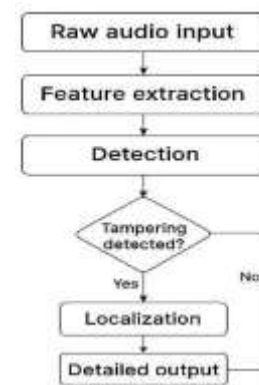 Raw audio input
Feature extraction
Detection
Tampering
detected?
Yes
No
Localization
Detailed output